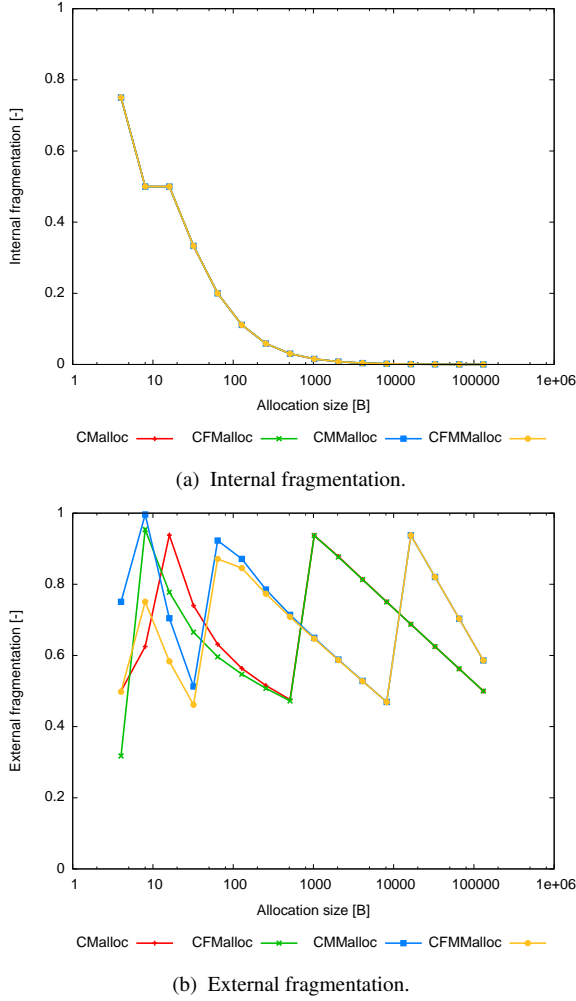 1
0.8
0.6
0.4
0.2
0
Internal fragmentation [-]
1 10 100 1000 10000 100000 1e+06
Allocation size [B]
CMalloc CFMalloc CMMalloc CFMMalloc
(a) Internal fragmentation.
1
0.8
0.6
0.4
0.2
0
External fragmentation [-]
1 10 100 1000 10000 100000 1e+06
Allocation size [B]
CMalloc CFMalloc CMMalloc CFMMalloc
(b) External fragmentation.